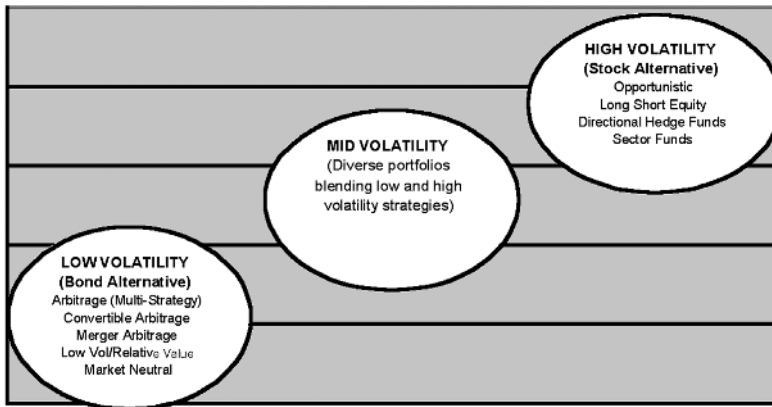 HIGH VOLATILITY
(Stock Alternative)
Opportunistic
Long Short Equity
Directional Hedge Funds
Sector Funds
MID VOLATILITY
(Diverse portfolios
blending low and high
volatility strategies)
LOW VOLATILITY
(Bond Alternative)
Arbitrage (Multi-Strategy)
Convertible Arbitrage
Merger Arbitrage
Low Vol/Relative Value
Market Neutral